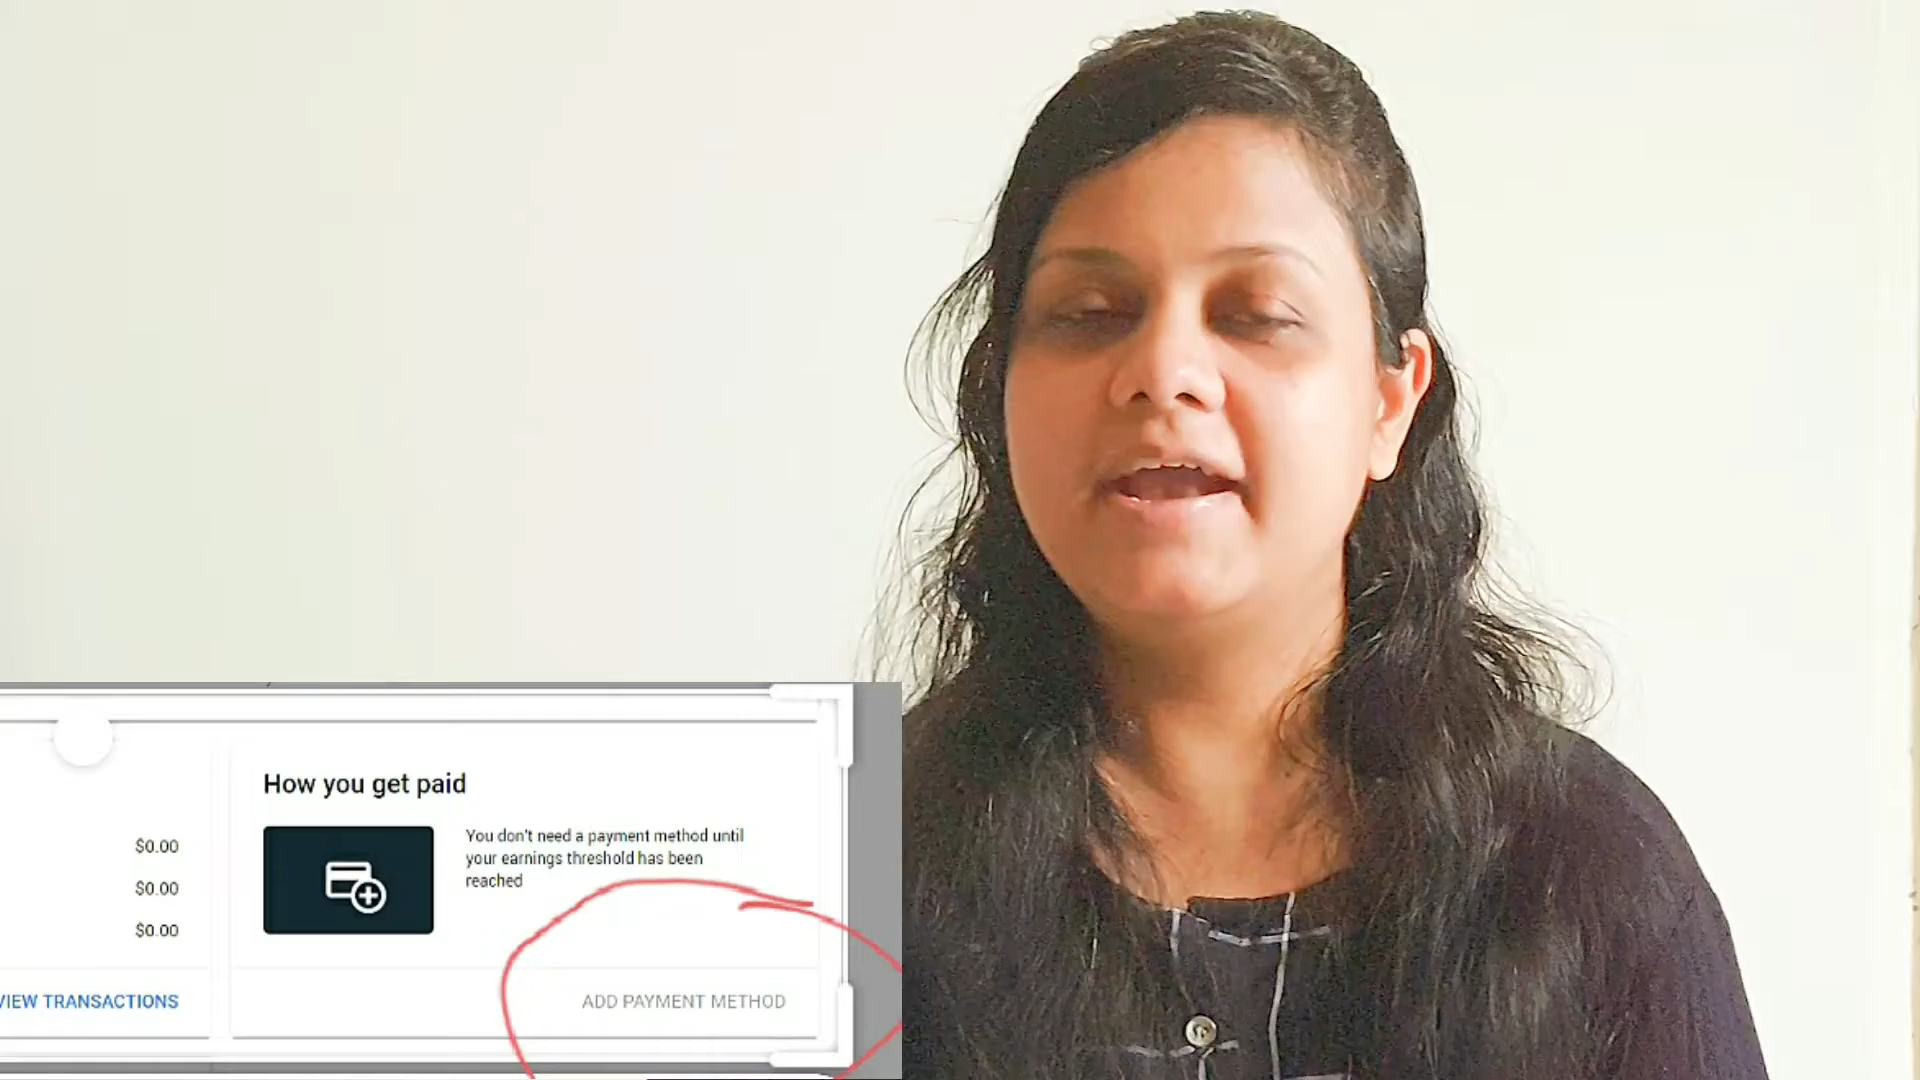 How you get paid
You don't need a payment method until
your earnings threshold has been
reached
$0.00
$0.00
$0.00
VIEW TRANSACTIONS
ADD PAYMENT METHOD